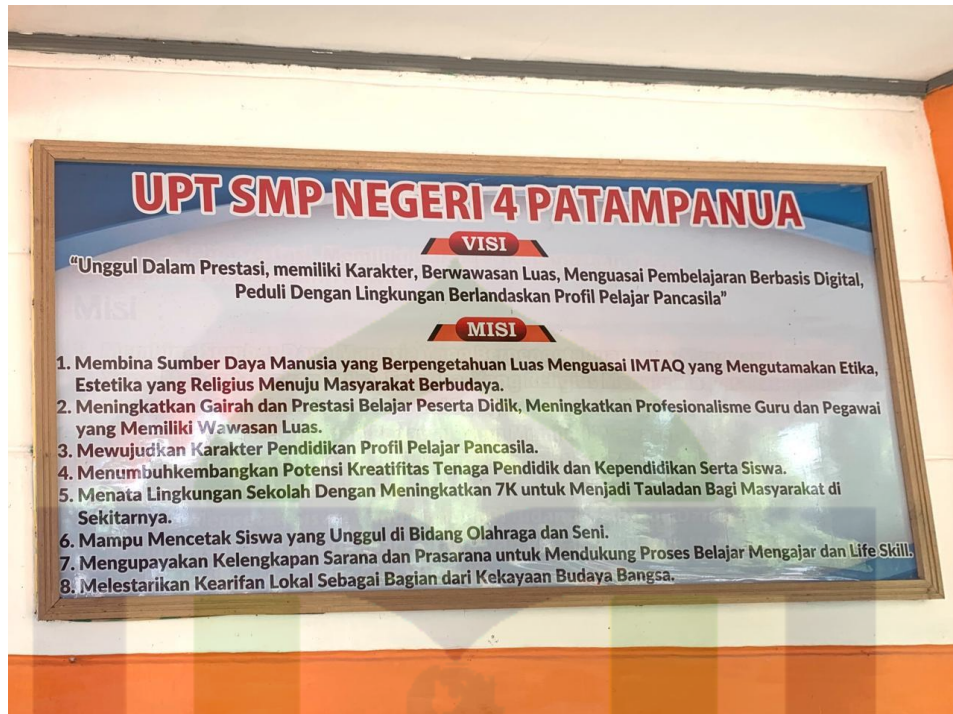 UPT SMP NEGERI 4 PATAMPANUA
VISI
“Unggul Dalam Prestasi, memiliki Karakter, Berwawasan Luas, Menguasai Pembelajaran Berbasis Digital,
Peduli Dengan Lingkungan Berlandaskan Profil Pelajar Pancasila”
Misi
MISI
1. Membina Sumber Daya Manusia yang Berpengetahuan Luas Menguasai IMTAQ yang Mengutamakan Etika,
Estetika yang Religius Menuju Masyarakat Berbudaya.
2. Meningkatkan Gairah dan Prestasi Belajar Peserta Didik, Meningkatkan Profesionalisme Guru dan Pegawai
yang Memiliki Wawasan Luas.
3. Mewujudkan Karakter Pendidikan Profil Pelajar Pancasila.
4. Menumbuhkembangkan Potensi Kreatifitas Tenaga Pendidik dan Kependidikan Serta Siswa.
5. Menata Lingkungan Sekolah Dengan Meningkatkan 7K untuk Menjadi Tauladan Bagi Masyarakat di
Sekitarnya.
6. Mampu Mencetak Siswa yang Unggul di Bidang Olahraga dan Seni.
7. Mengupayakan Kelengkapan Sarana dan Prasarana untuk Mendukung Proses Belajar Mengajar dan Life Skill.
8. Melestarikan Kearifan Lokal Sebagai Bagian dari Kekayaan Budaya Bangsa.